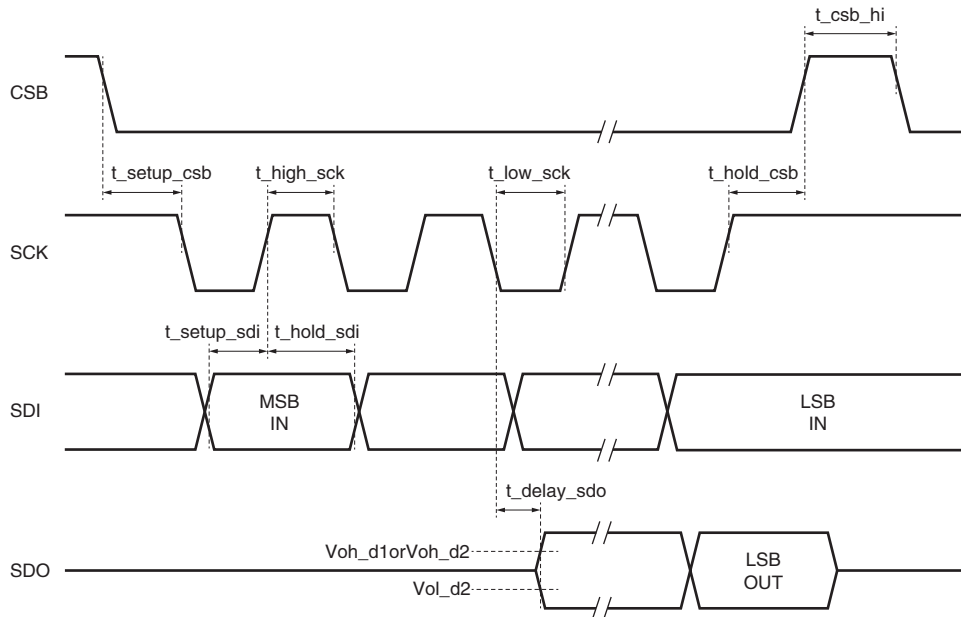 t_csb_hi
CSB
t_setup_csb
t_high_sck
t_low_sck
t_hold_csb
SCK
t_setup_sdi
t_hold_sdi
SDI
MSB
IN
LSB
IN
t_delay_sdo
Voh_d1orVoh_d2
SDO
Vol_d2
LSB
OUT